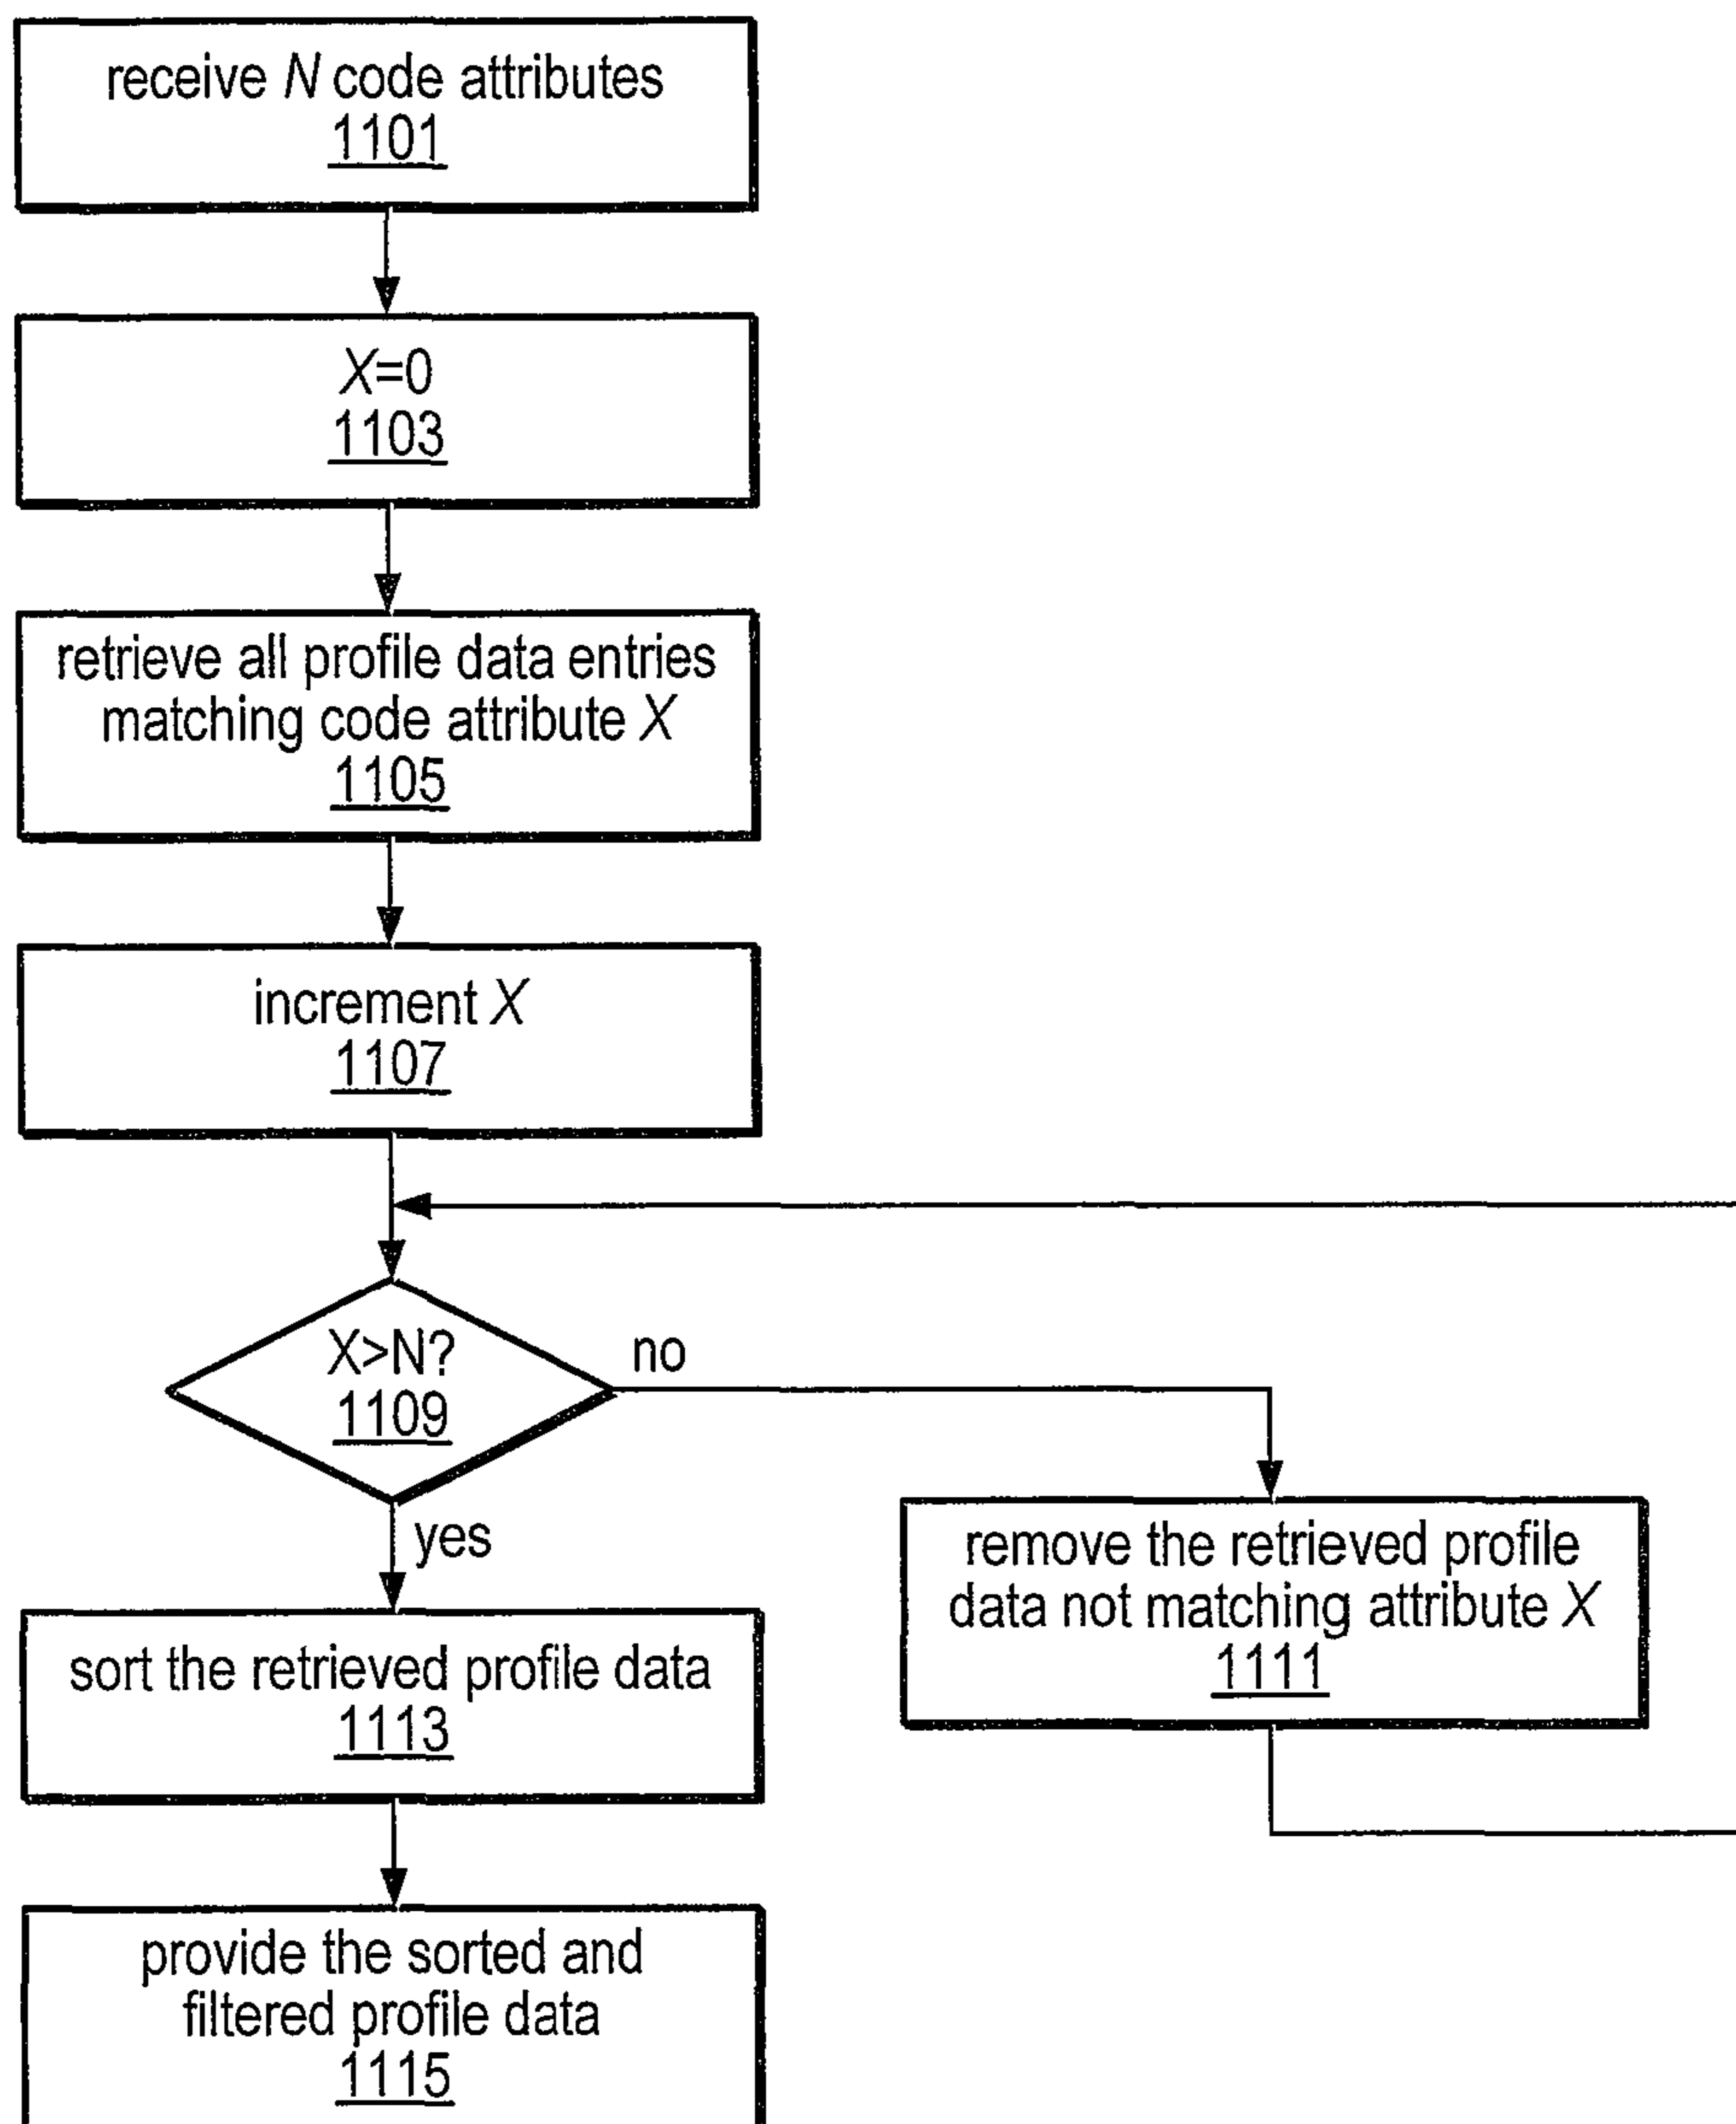 receive N code attributes
1101
X=0
1103
retrieve all profile data entries
matching code attribute X
1105
increment X
1107
X>N?
1109
no
yes
remove the retrieved profile
data not matching attribute X
1111
sort the retrieved profile data
1113
provide the sorted and
filtered profile data
1115